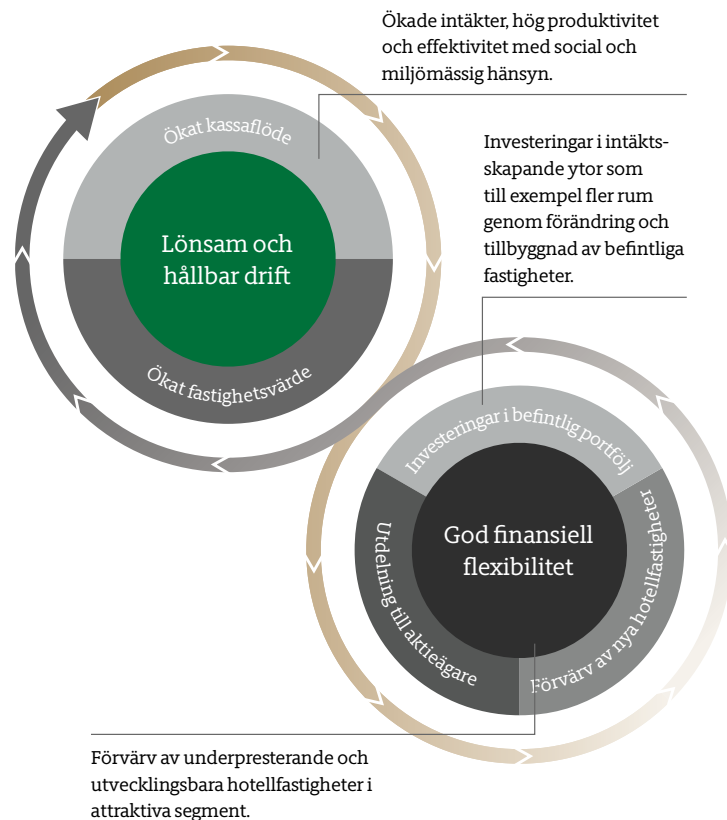 Ökade intäkter, hög produktivitet
och effektivitet med social och
miljömässig hänsyn.
Ökat kassaflöde
Investeringar i intäkts-
skapande ytor som
till exempel fler rum
genom förändring och
tillbyggnad av befintliga
fastigheter.
Lönsam och
hållbar drift
Ökat fastighetsvärde
Investeringar i befintlig portfölj
God finansiell
flexibilitet
Utdelning till aktieägare
Förvärv av nya hotellfastigheter
Förvärv av underpresterande och
utvecklingsbara hotellfastigheter i
attraktiva segment.